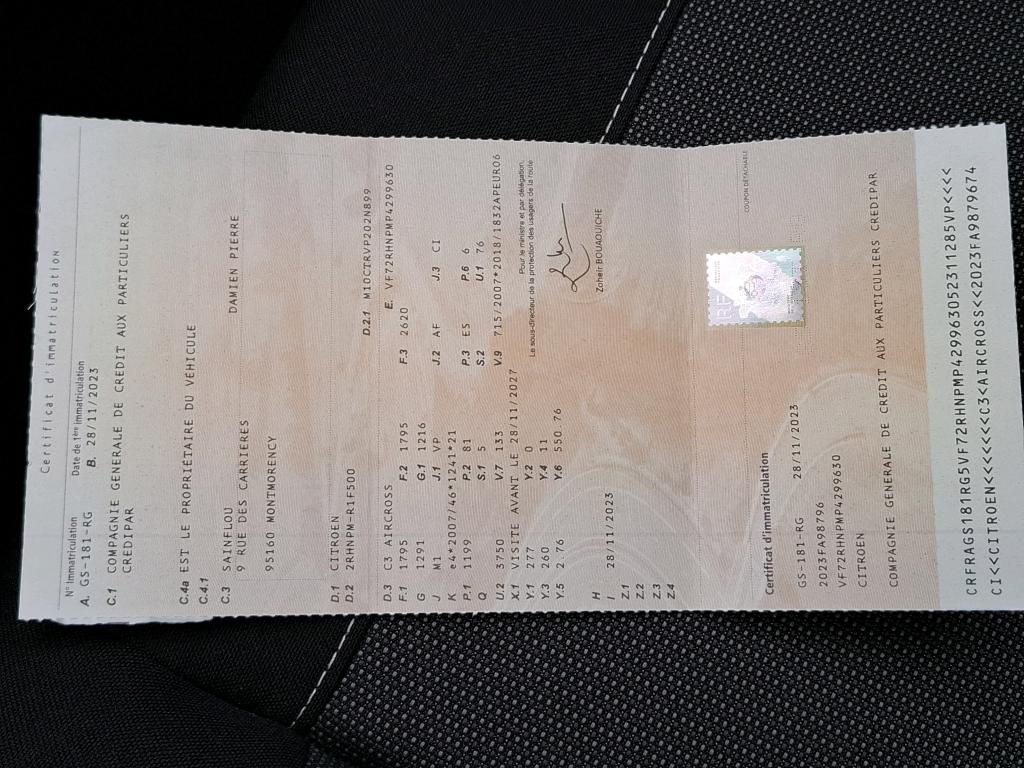 Certificat d'immatriculation
N° Immatriculation Date de 1ère immatriculation
A. GS-181-RG B. 28/11/2023
C.1 COMPAGNIE GENERALE DE CREDIT AUX PARTICULIERS
CREDIPAR
C.4a EST LE PROPRIÉTAIRE DU VÉHICULE
C.4.1
C.3 SAINFLOU DAMIEN PIERRE
9 RUE DES CARRIERES
95160 MONTMORENCY
D.1 CITROEN
D.2 2RHNPM-R1F500
D.2.1 M10CTRVP202N899
D.3 C3 AIRCROSS E. VF72RHNPMP4299630
F.1 1795 F.2 1795 F.3 2620
G 1291 G.1 1216
J M1 J.1 VP J.2 AF J.3 CI
K e4*2007/46*1241*21
P.1 1199 P.2 81 P.3 ES P.6 6
Q S.1 5 S.2 U.1 76
U.2 3750 V.7 133 V.9 715/2007*2018/1832APEURO6
X.1 VISITE AVANT LE 28/11/2027
Y.1 277 Y.2 0
Y.3 260 Y.4 11
Y.5 2.76 Y.6 550.76
Pour le ministre et par délégation,
Le sous-directeur de la protection des usagers de la route
Zoheir BOUAOUICHE
H
I 28/11/2023
Z.1
Z.2
Z.3
Z.4
COUPON DÉTACHABLE
Certificat d'immatriculation
GS-181-RG 28/11/2023
2023FA98796
VF72RHNPMP4299630
CITROEN
COMPAGNIE GENERALE DE CREDIT AUX PARTICULIERS CREDIPAR
CRFRAGS181RG5VF72RHNPMP429963052311285VP<<<<
CI<<CITROEN<<<<<<<C3<AIRCROSS<<2023FA9879674